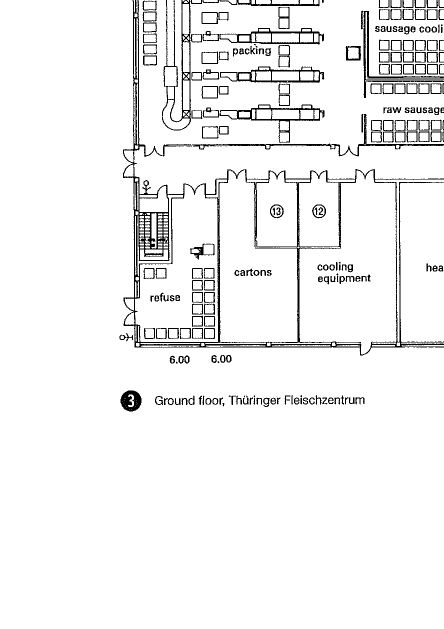 sausage cooli
packing
raw sausage
13
12
cartons
cooling
equipment
hea
refuse
6.00 6.00
3 Ground floor, Thüringer Fleischzentrum